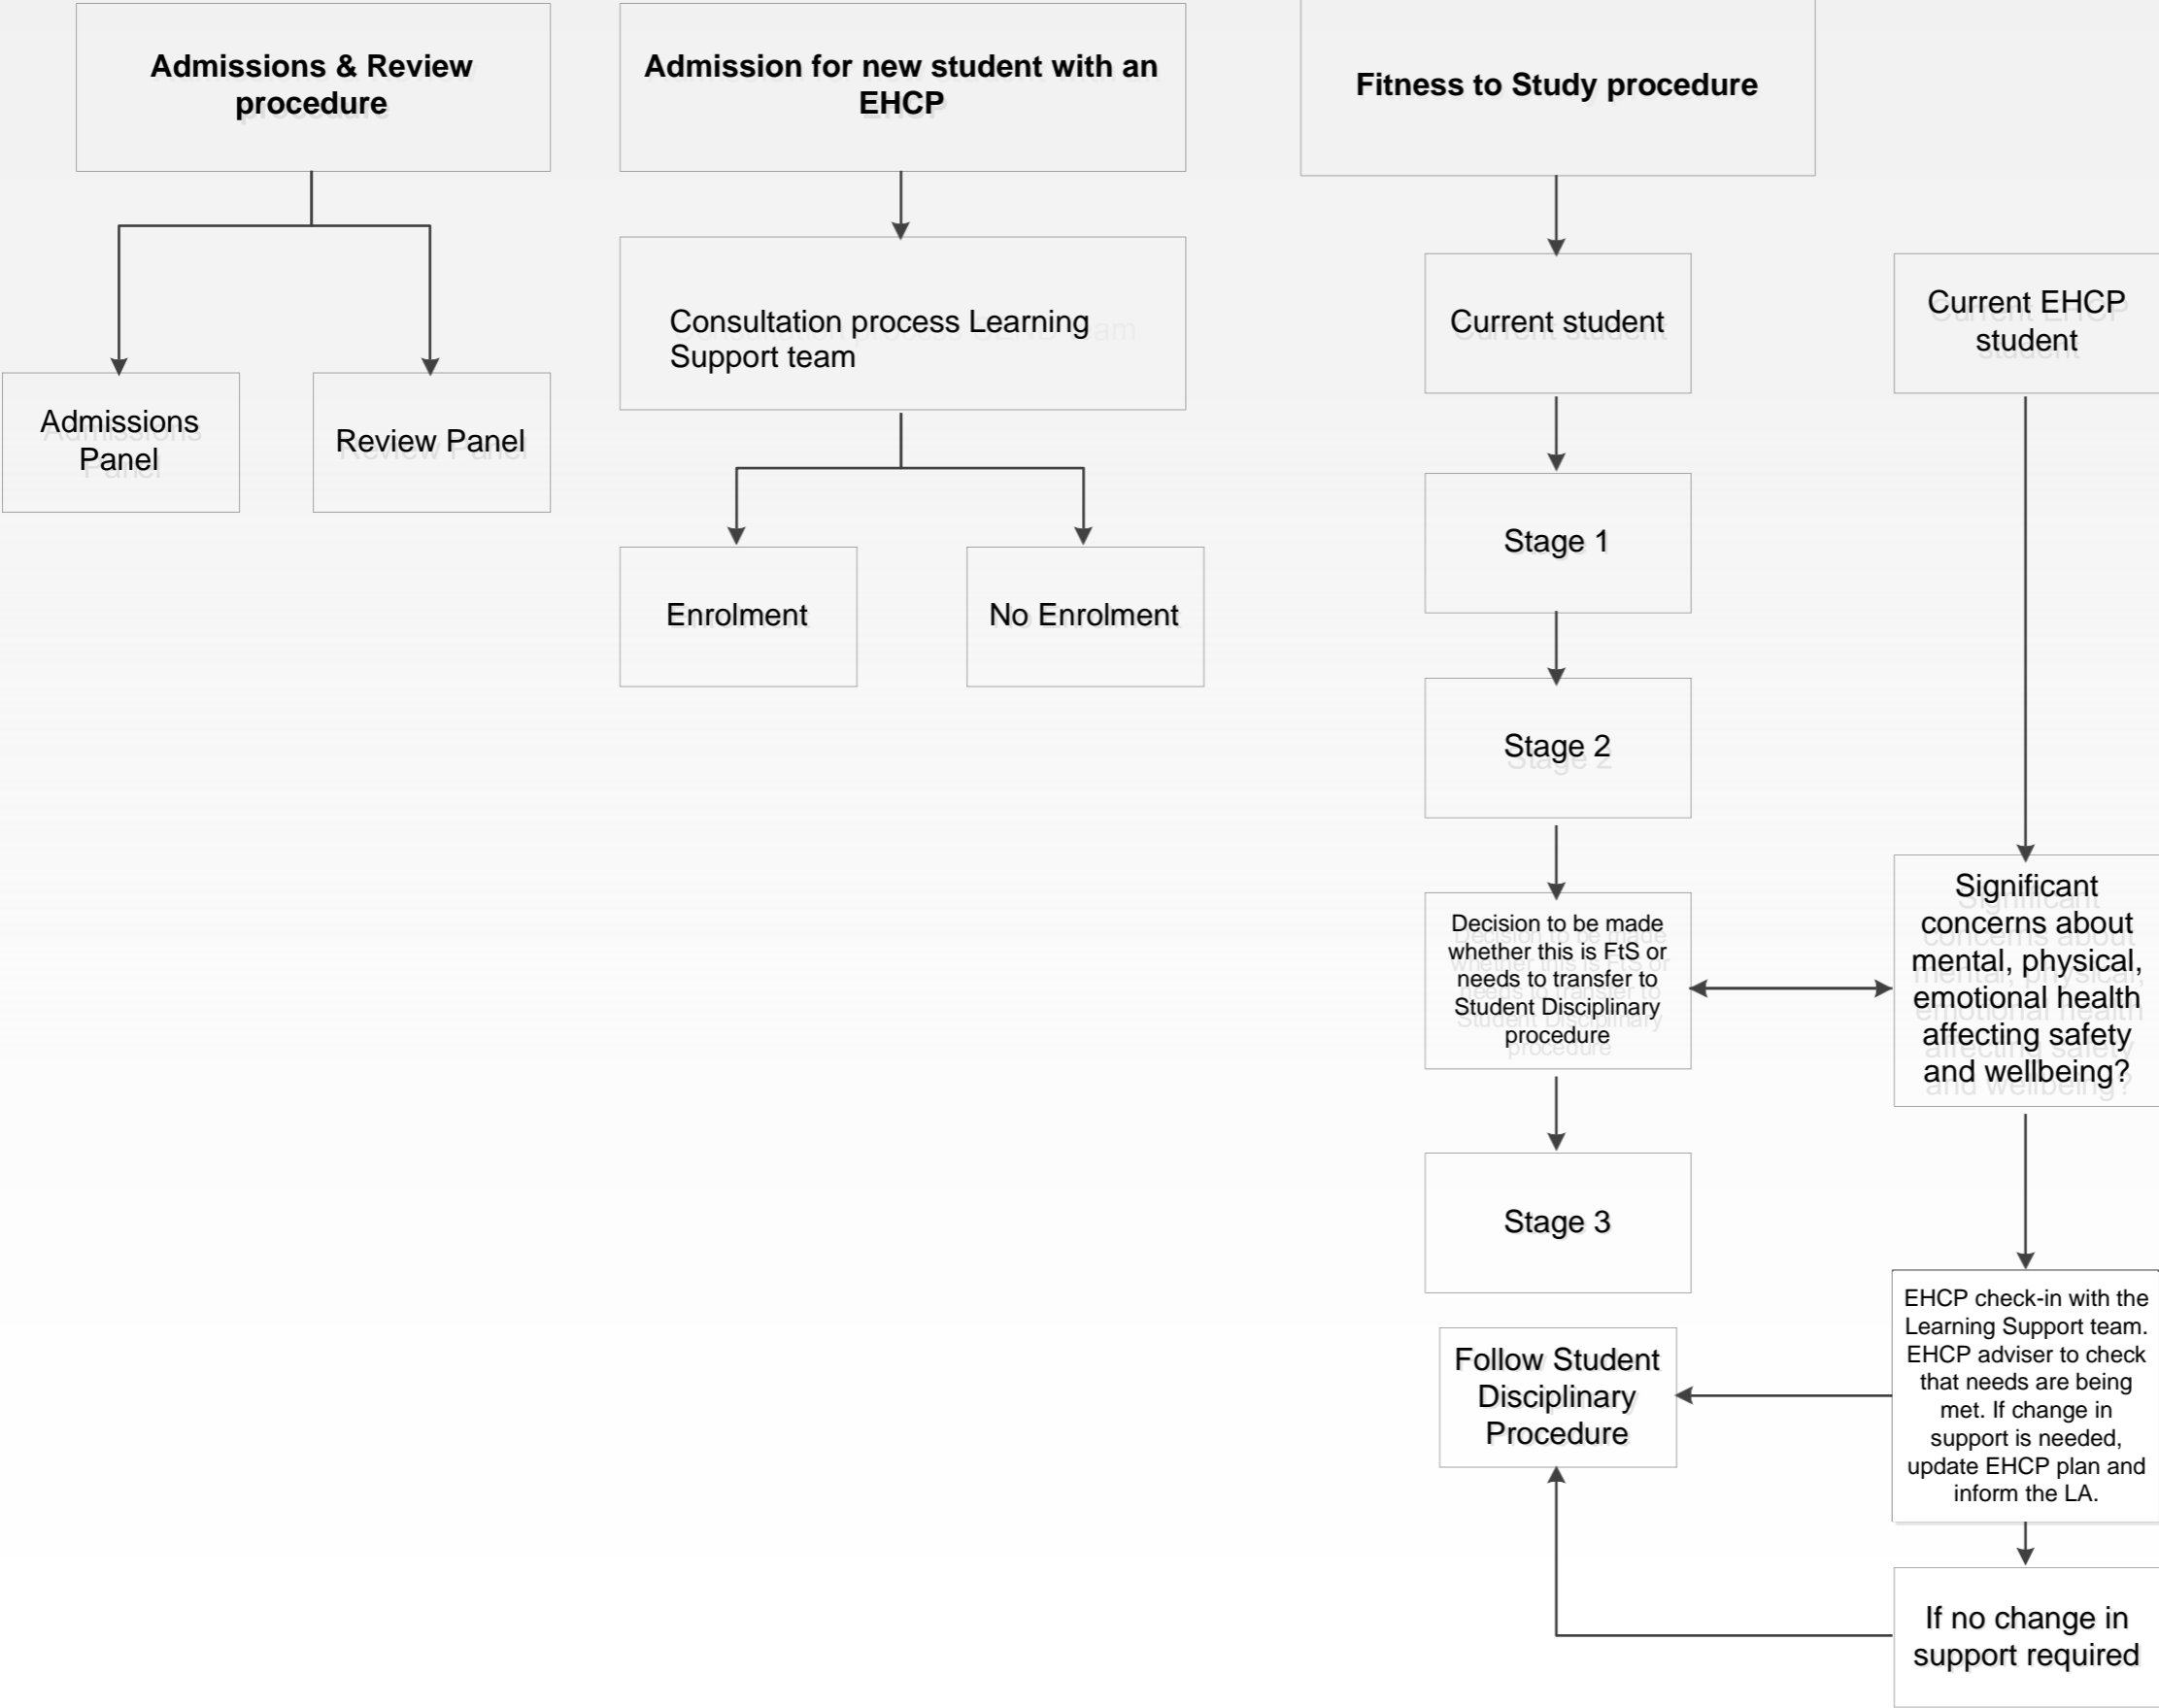 Admissions & Review
procedure
Admissions
Panel
Review Panel
Admission for new student with an
EHCP
Consultation process Learning
Support team
Enrolment
No Enrolment
Fitness to Study procedure
Current student
Stage 1
Stage 2
Decision to be made
whether this is FtS or
needs to transfer to
Student Disciplinary
procedure
Stage 3
Follow Student
Disciplinary
Procedure
Current EHCP
student
Significant
concerns about
mental, physical,
emotional health
affecting safety
and wellbeing?
EHCP check-in with the
Learning Support team.
EHCP adviser to check
that needs are being
met. If change in
support is needed,
update EHCP plan and
inform the LA.
If no change in
support required